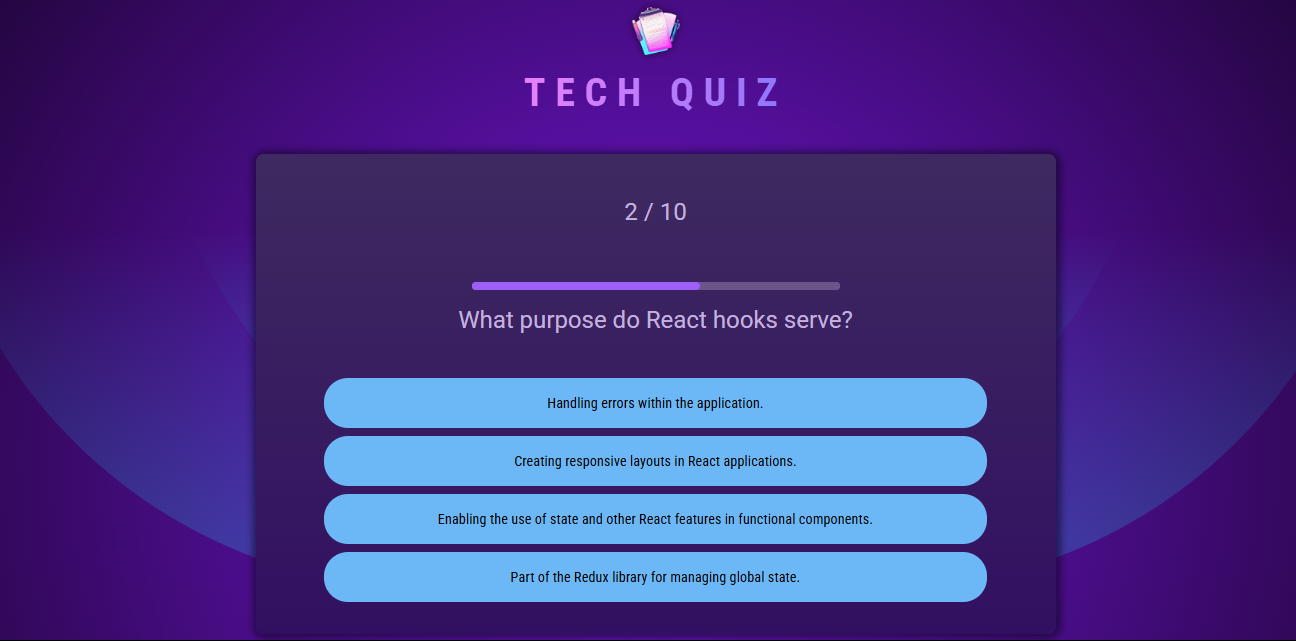 TECH QUIZ
2 / 10
What purpose do React hooks serve?
Handling errors within the application.
Creating responsive layouts in React applications.
Enabling the use of state and other React features in functional components.
Part of the Redux library for managing global state.